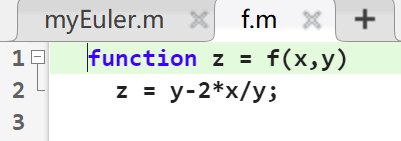 myEuler.m × f.m × +
1 function z = f(x,y)
2 z = y-2*x/y;
3